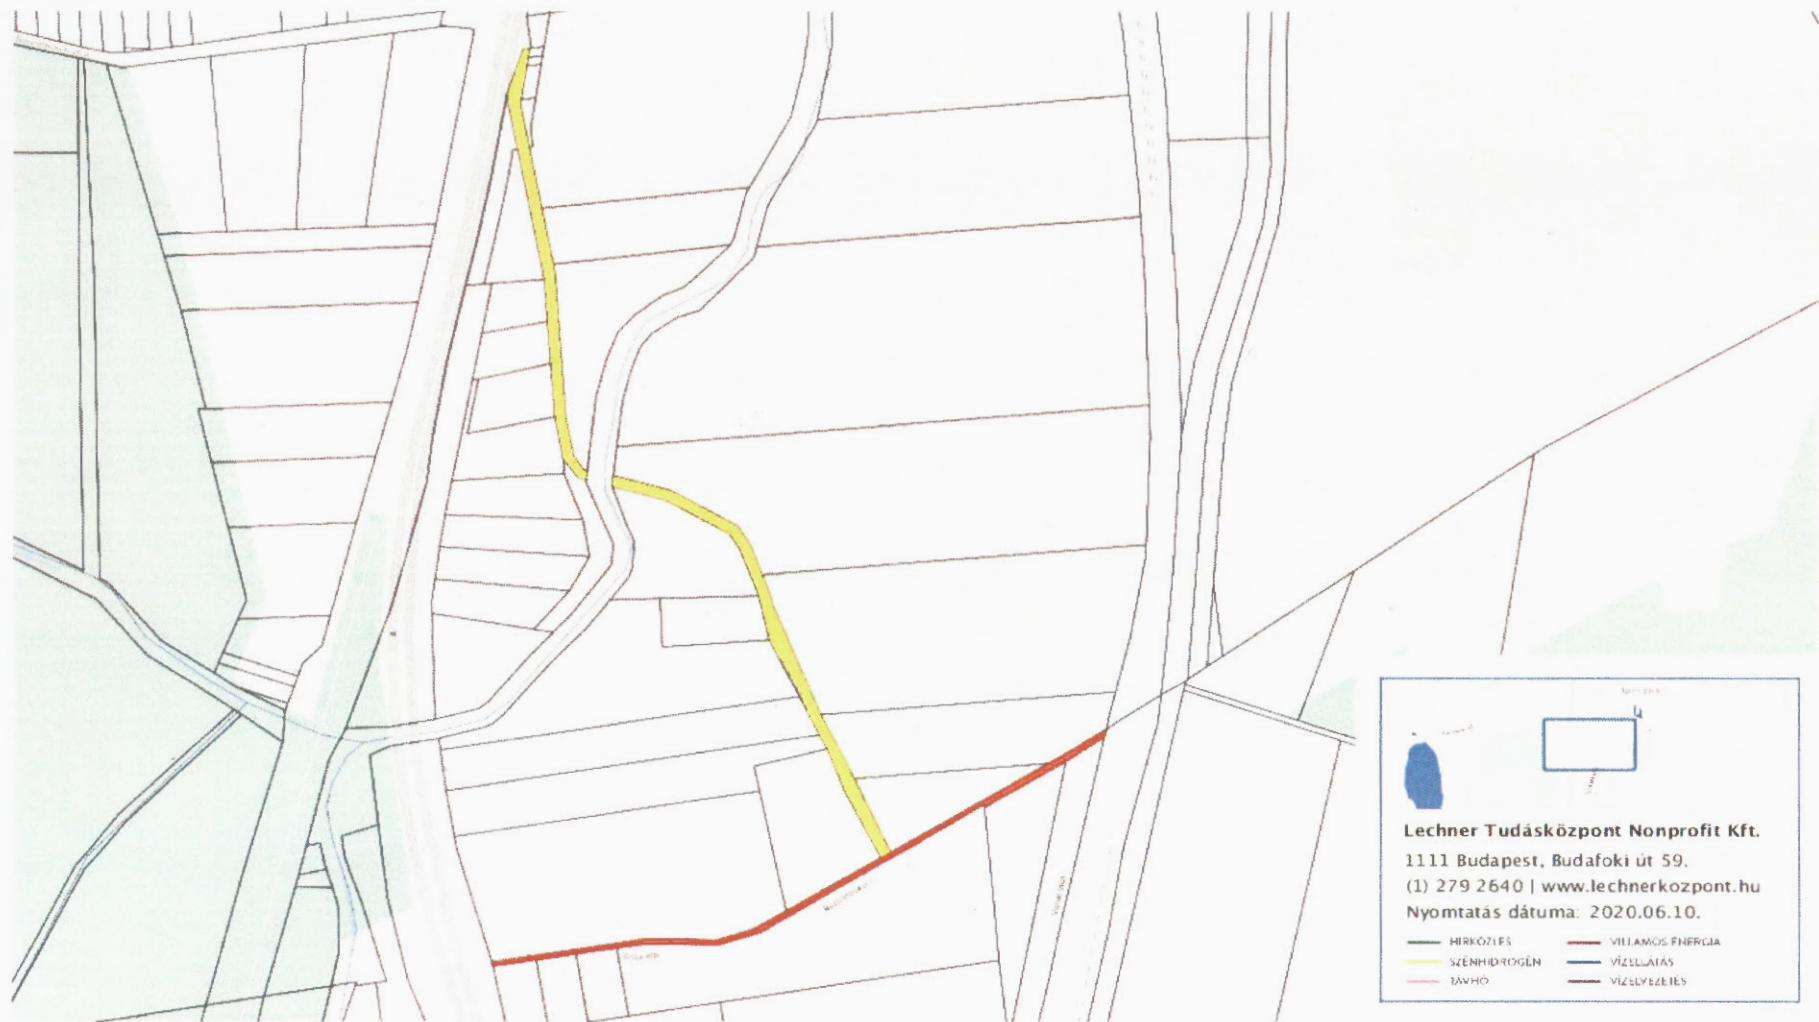 Lechner Tudásközpont Nonprofit Kft.
1111 Budapest, Budafoki út 59.
(1) 279 2640 | www.lechnerkozpont.hu
Nyomtatás dátuma: 2020.06.10.
HÍRKÖZLÉS
VILLAMOS ENERGIA
SZÉNHIDROGÉN
VÍZELLÁTÁS
TÁVHŐ
VÍZELVEZETÉS